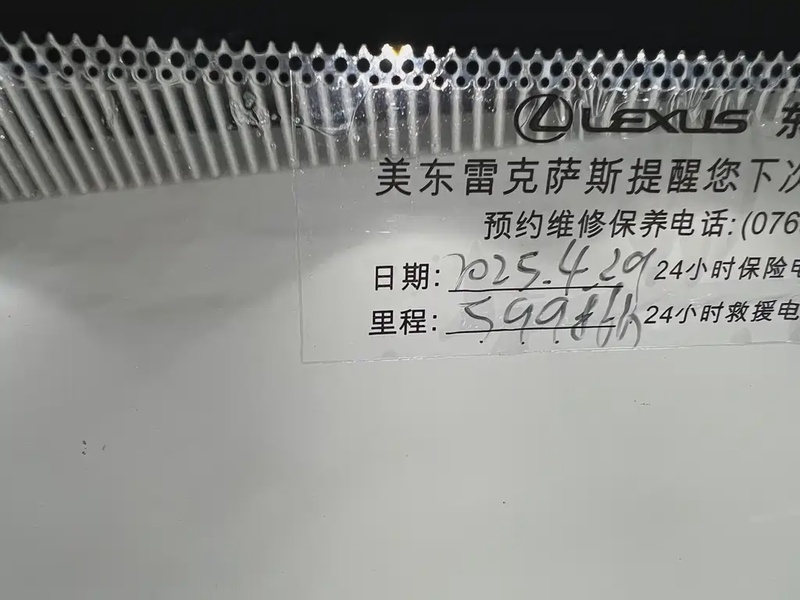 LEXUS 东
美东雷克萨斯提醒您下次
预约维修保养电话:(076
日期: 2025.4.29 24小时保险电
里程: 24小时救援电